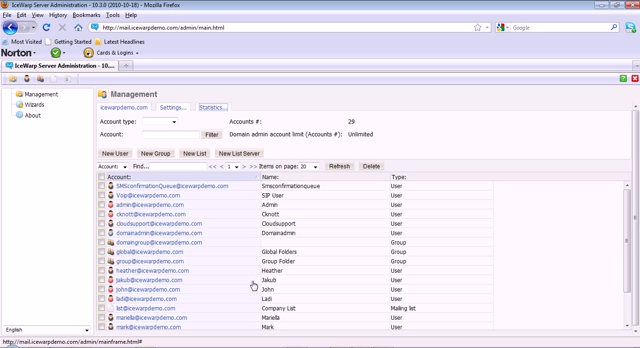 IceWarp Server Administration - 10.3.0 (2010-10-18) - Mozilla Firefox
File Edit View History Bookmarks Tools Help
http://mail.icewarpdemo.com/admin/main.html
Google
Most Visited Getting Started Latest Headlines
Norton Cards & Logins
IceWarp Server Administration - 10....
Management
Wizards
About
Management
icewarpdemo.com Settings... Statistics...
Account type: Accounts #: 29
Account: Filter Domain admin account limit (Accounts #): Unlimited
New User New Group New List New List Server
Account: Find... << < 1 > >> Items on page: 20 Refresh Delete
Account: Name: Type:
SMSconfirmationQueue@icewarpdemo.com Smsconfirmationqueue User
Voip@icewarpdemo.com SIP User User
admin@icewarpdemo.com Admin User
cknott@icewarpdemo.com Cknott User
cloudsupport@icewarpdemo.com Cloudsupport User
domainadmin@icewarpdemo.com Domainadmin User
domaingroup@icewarpdemo.com Group
global@icewarpdemo.com Global Folders Group
group@icewarpdemo.com Group Folder Group
heather@icewarpdemo.com Heather User
jakub@icewarpdemo.com Jakub User
john@icewarpdemo.com John User
ladi@icewarpdemo.com Ladi User
list@icewarpdemo.com Company List Mailing list
mariella@icewarpdemo.com Mariella User
mark@icewarpdemo.com Mark User
English
http://mail.icewarpdemo.com/admin/mainframe.html#